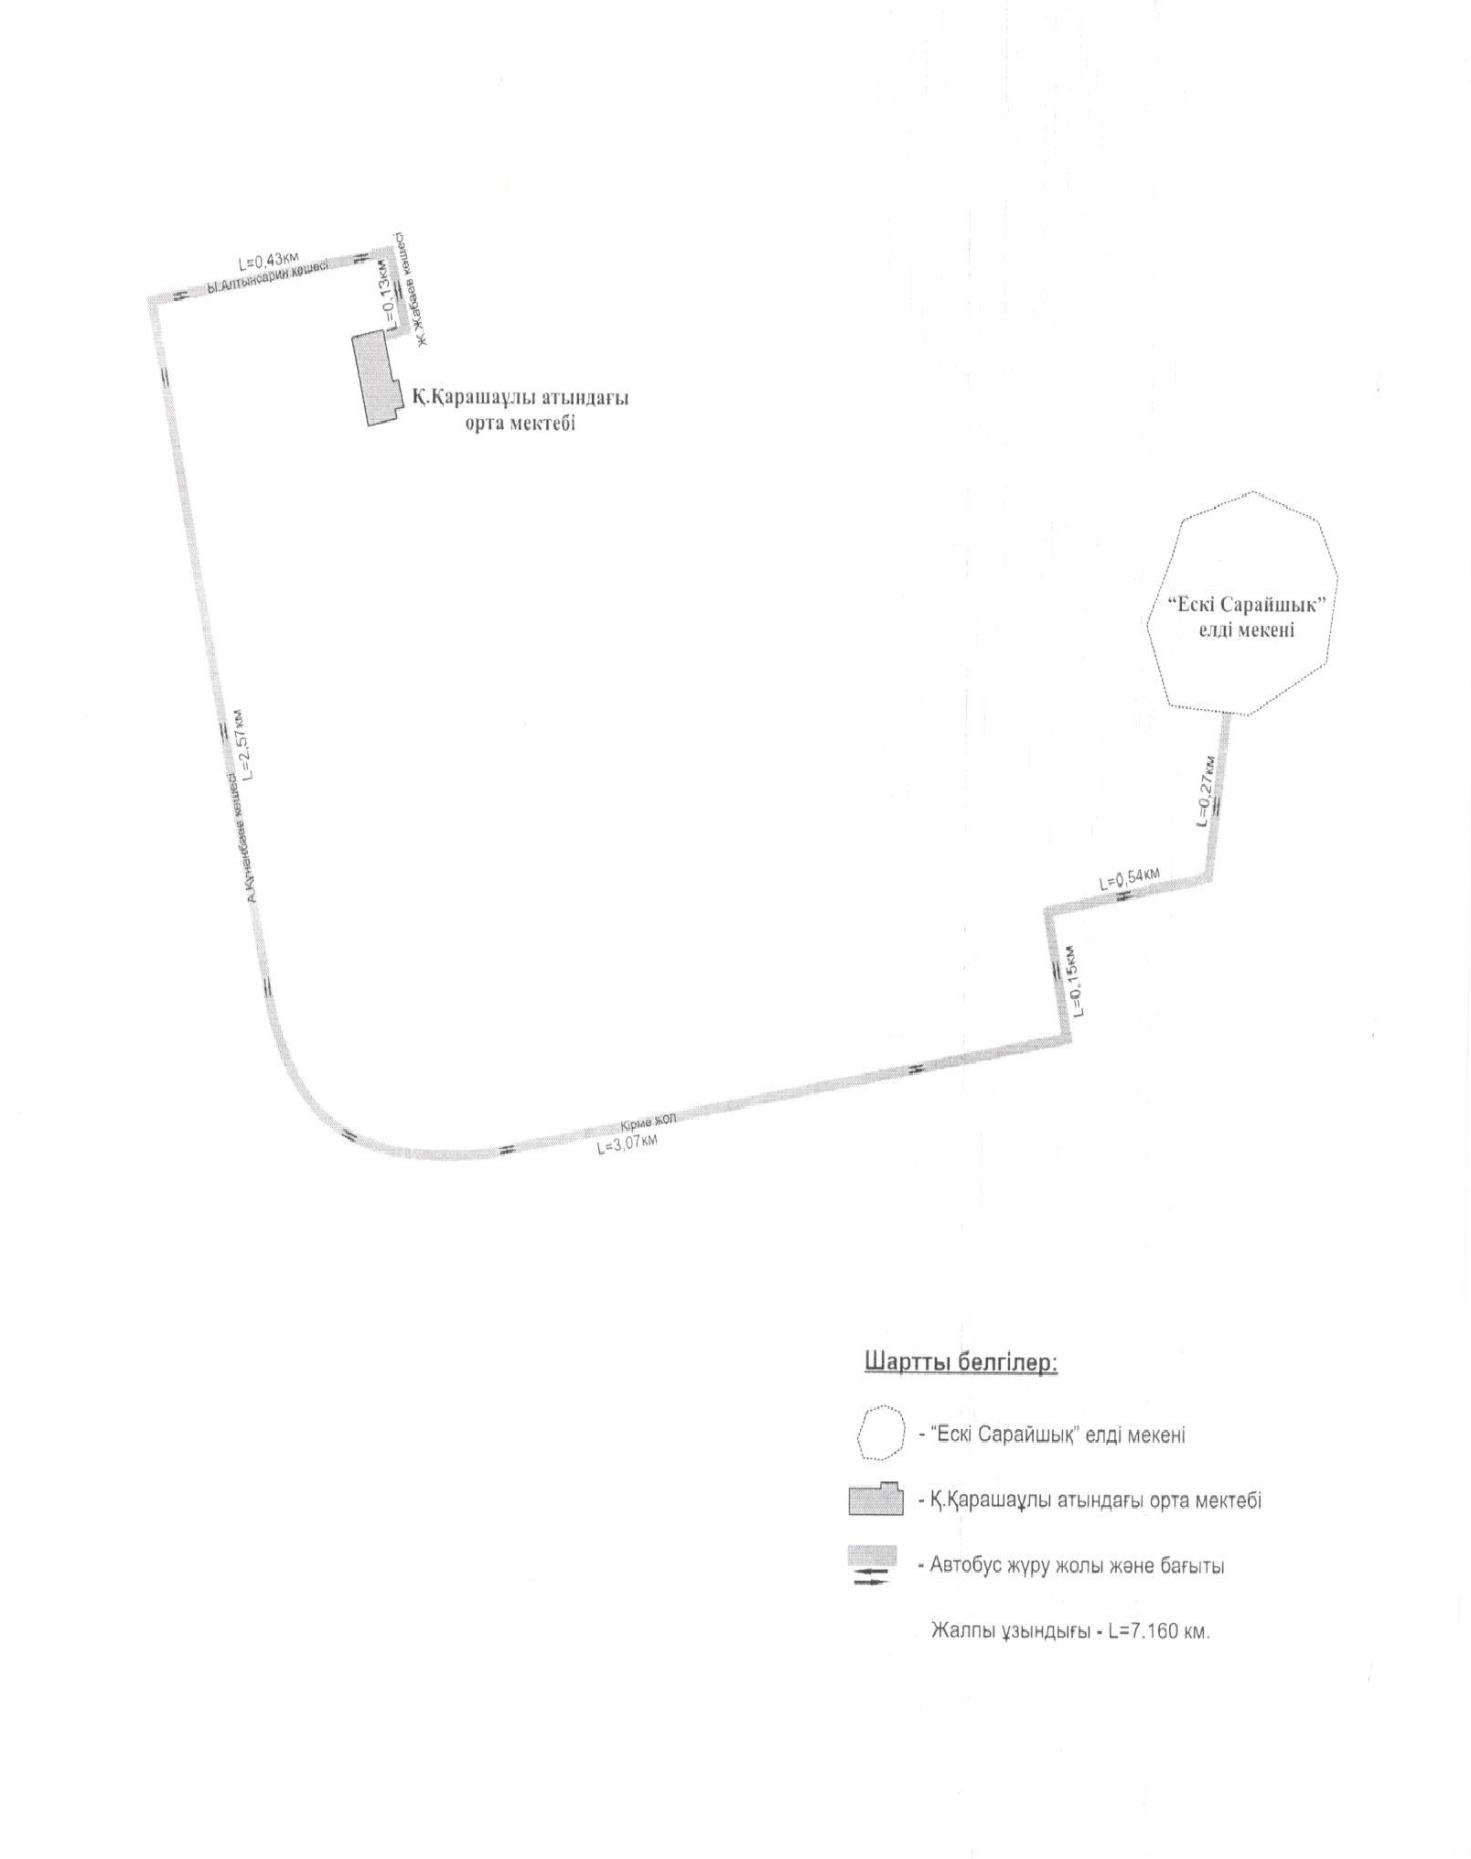 L=0,43км
Ы.Алтынсарин көшесі
L=0,13км
Ж.Жабаев көшесі
Қ.Қарашаұлы атындағы
орта мектебі
“Ескі Сарайшык”
елді мекені
L=2,57км
А.Құнанбаев көшесі
L=0,27км
L=0,54км
L=0,15км
Кірме жол
L=3,07км
Шартты белгілер:
- “Ескі Сарайшық” елді мекені
- Қ.Қарашаұлы атындағы орта мектебі
- Автобус жүру жолы және бағыты
Жалпы ұзындығы - L=7.160 км.